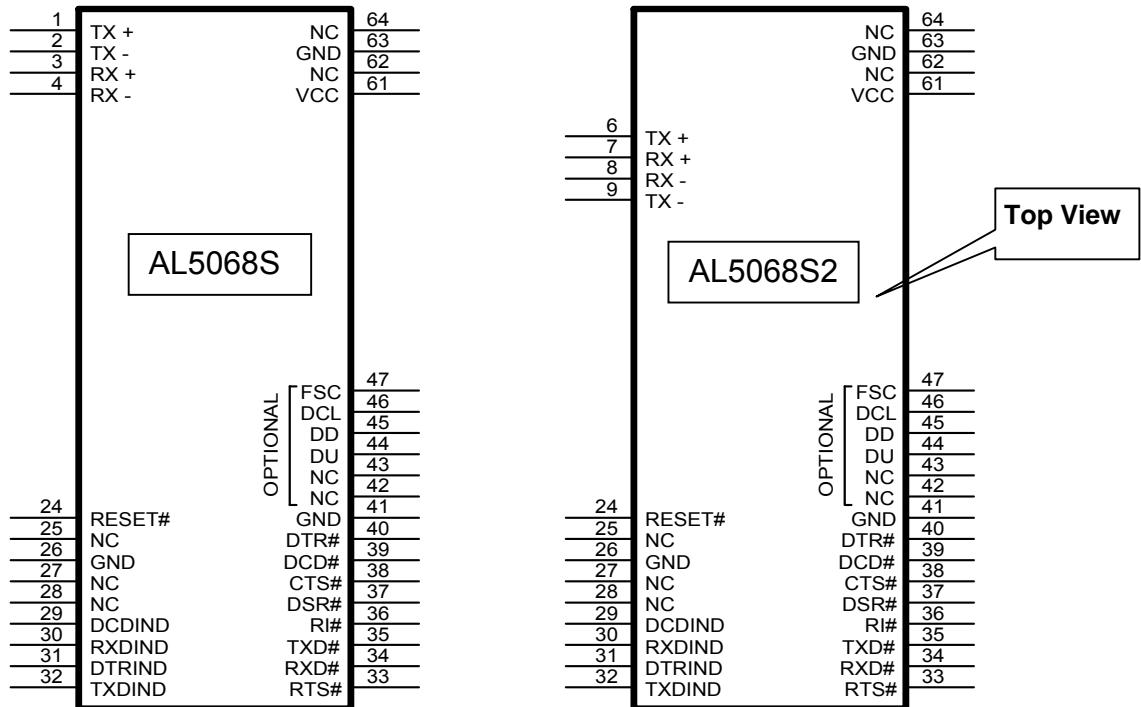 1 TX + NC 64
2 TX - GND 63
3 RX + NC 62
4 RX - VCC 61
AL5068S
OPTIONAL
FSC 47
DCL 46
DD 45
DU 44
NC 43
NC 42
24 RESET# GND 41
25 NC DTR# 40
26 GND DCD# 39
27 NC CTS# 38
28 NC DSR# 37
29 DCDIND RI# 36
30 RXDIND TXD# 35
31 DTRIND RXD# 34
32 TXDIND RTS# 33
NC 64
GND 63
NC 62
VCC 61
6 TX +
7 RX +
8 RX -
9 TX -
Top View
AL5068S2
OPTIONAL
FSC 47
DCL 46
DD 45
DU 44
NC 43
NC 42
24 RESET# GND 41
25 NC DTR# 40
26 GND DCD# 39
27 NC CTS# 38
28 NC DSR# 37
29 DCDIND RI# 36
30 RXDIND TXD# 35
31 DTRIND RXD# 34
32 TXDIND RTS# 33